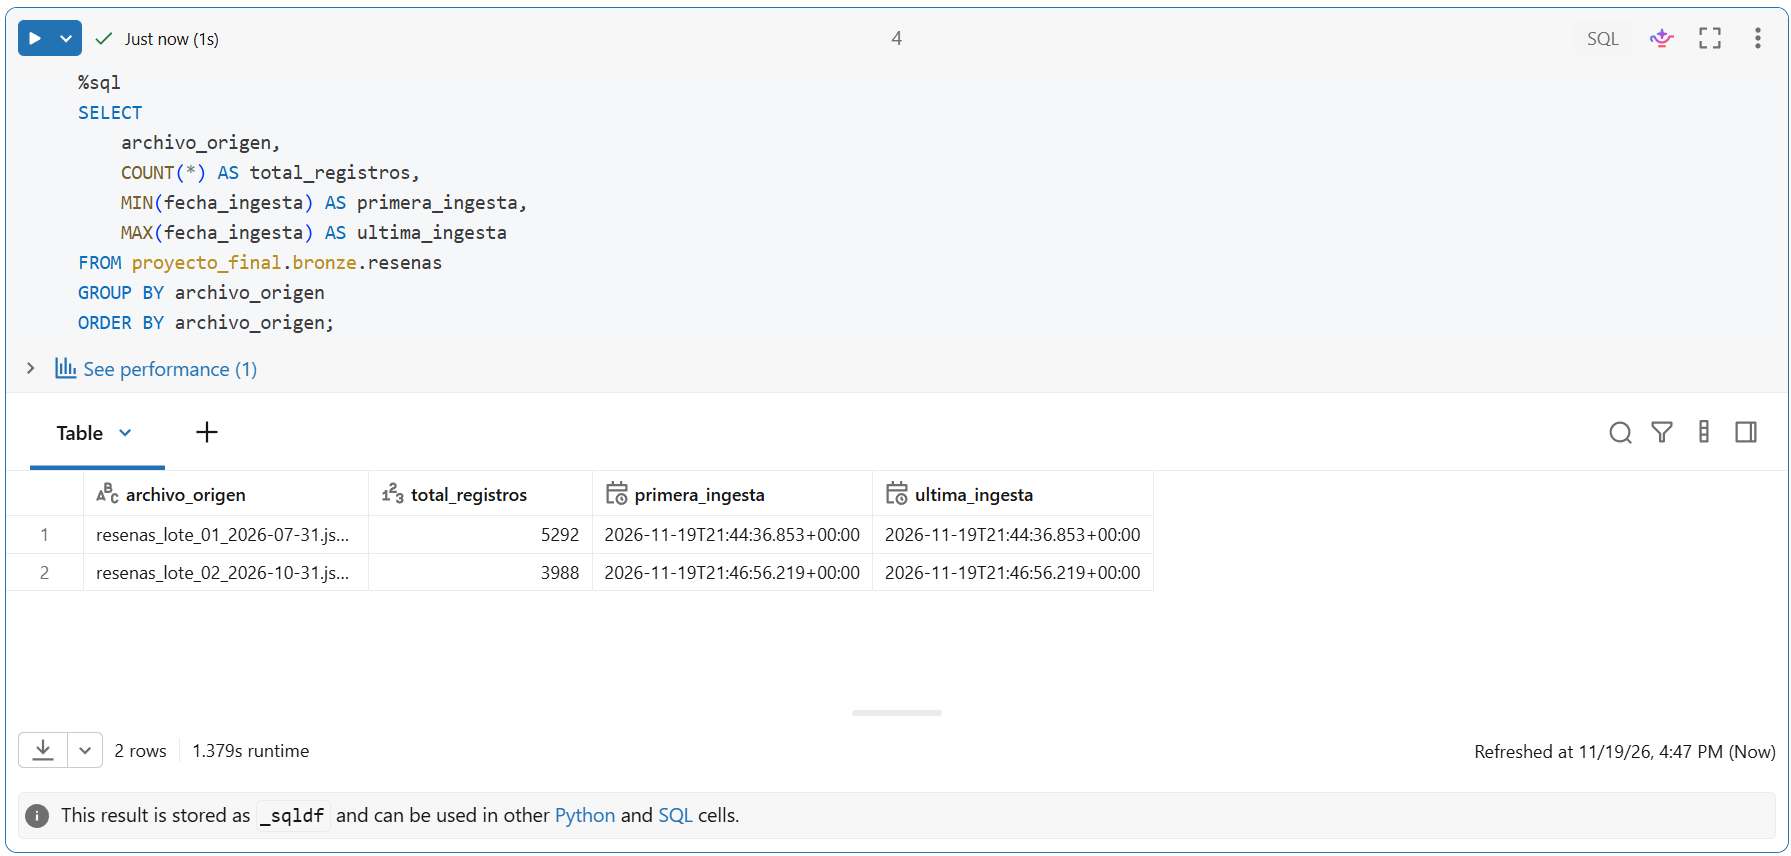 Just now (1s)
4
SQL
%sql
SELECT
archivo_origen,
COUNT(*) AS total_registros,
MIN(fecha_ingesta) AS primera_ingesta,
MAX(fecha_ingesta) AS ultima_ingesta
FROM proyecto_final.bronze.resenas
GROUP BY archivo_origen
ORDER BY archivo_origen;
See performance (1)
Table
archivo_origen total_registros primera_ingesta ultima_ingesta
1 resenas_lote_01_2026-07-31.js... 5292 2026-11-19T21:44:36.853+00:00 2026-11-19T21:44:36.853+00:00
2 resenas_lote_02_2026-10-31.js... 3988 2026-11-19T21:46:56.219+00:00 2026-11-19T21:46:56.219+00:00
2 rows 1.379s runtime
Refreshed at 11/19/26, 4:47 PM (Now)
This result is stored as _sqldf and can be used in other Python and SQL cells.